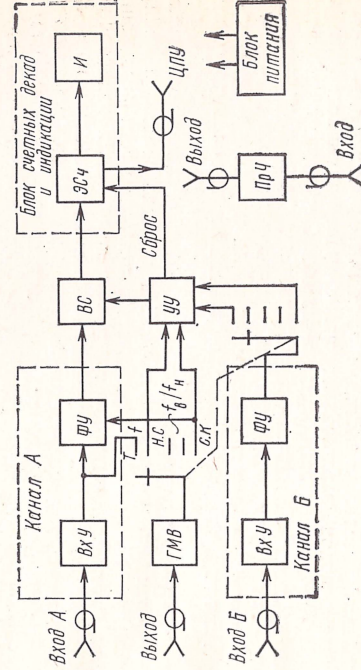 Канал А
Блок счетных декад
и индикации
Вход А
ВхУ
ФУ
ВС
ЭСч
И
f
T
Н.С
fв/fн
С.К
Сброс
ЦПУ
Выход
ГМВ
УУ
Вход Б
ВхУ
ФУ
Канал Б
Выход
ПрЧ
Вход
Блок
питания